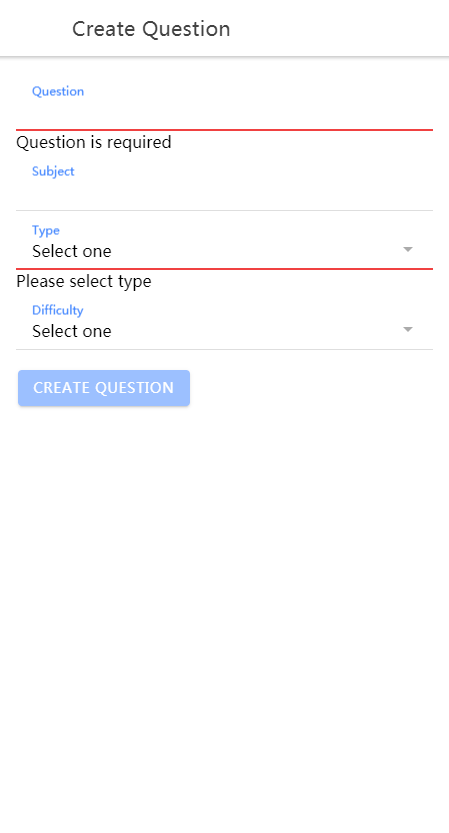 Create Question
Question
Question is required
Subject
Type
Select one
Please select type
Difficulty
Select one
CREATE QUESTION